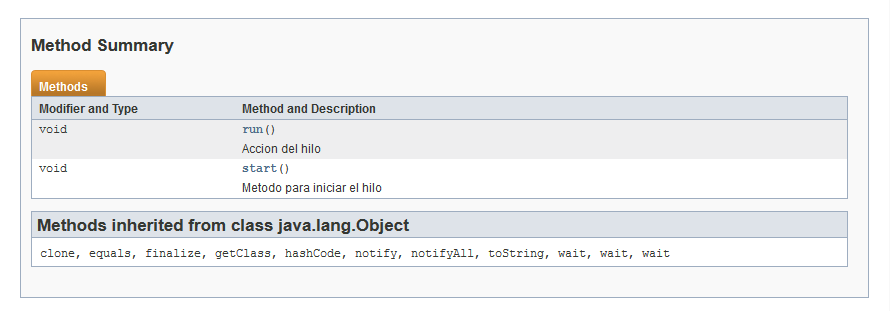 Method Summary
Methods
Modifier and Type Method and Description
void run()
Accion del hilo
void start()
Metodo para iniciar el hilo
Methods inherited from class java.lang.Object
clone, equals, finalize, getClass, hashCode, notify, notifyAll, toString, wait, wait, wait